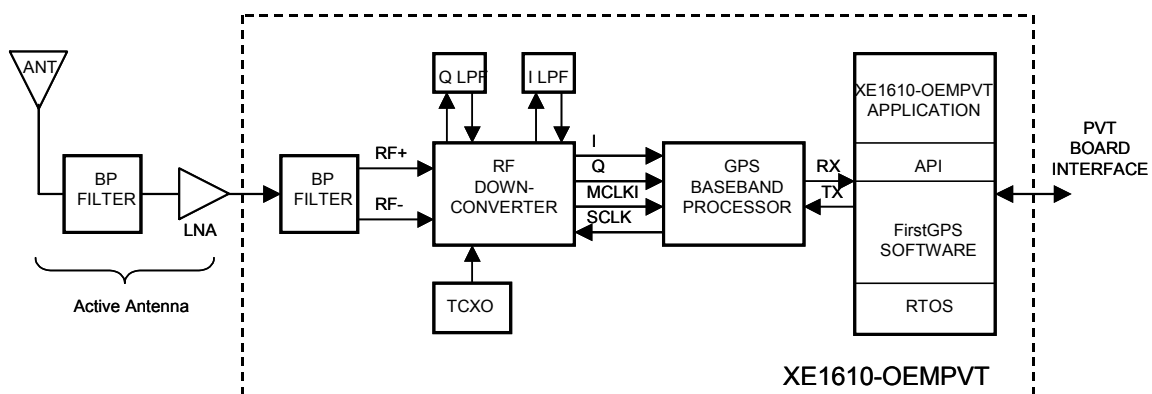 ANT
BP
FILTER
LNA
Active Antenna
BP
FILTER
RF+
RF-
Q LPF
I LPF
RF
DOWN-
CONVERTER
TCXO
I
Q
MCLKI
SCLK
GPS
BASEBAND
PROCESSOR
RX
TX
XE1610-OEMPVT
APPLICATION
API
FirstGPS
SOFTWARE
RTOS
PVT
BOARD
INTERFACE
XE1610-OEMPVT